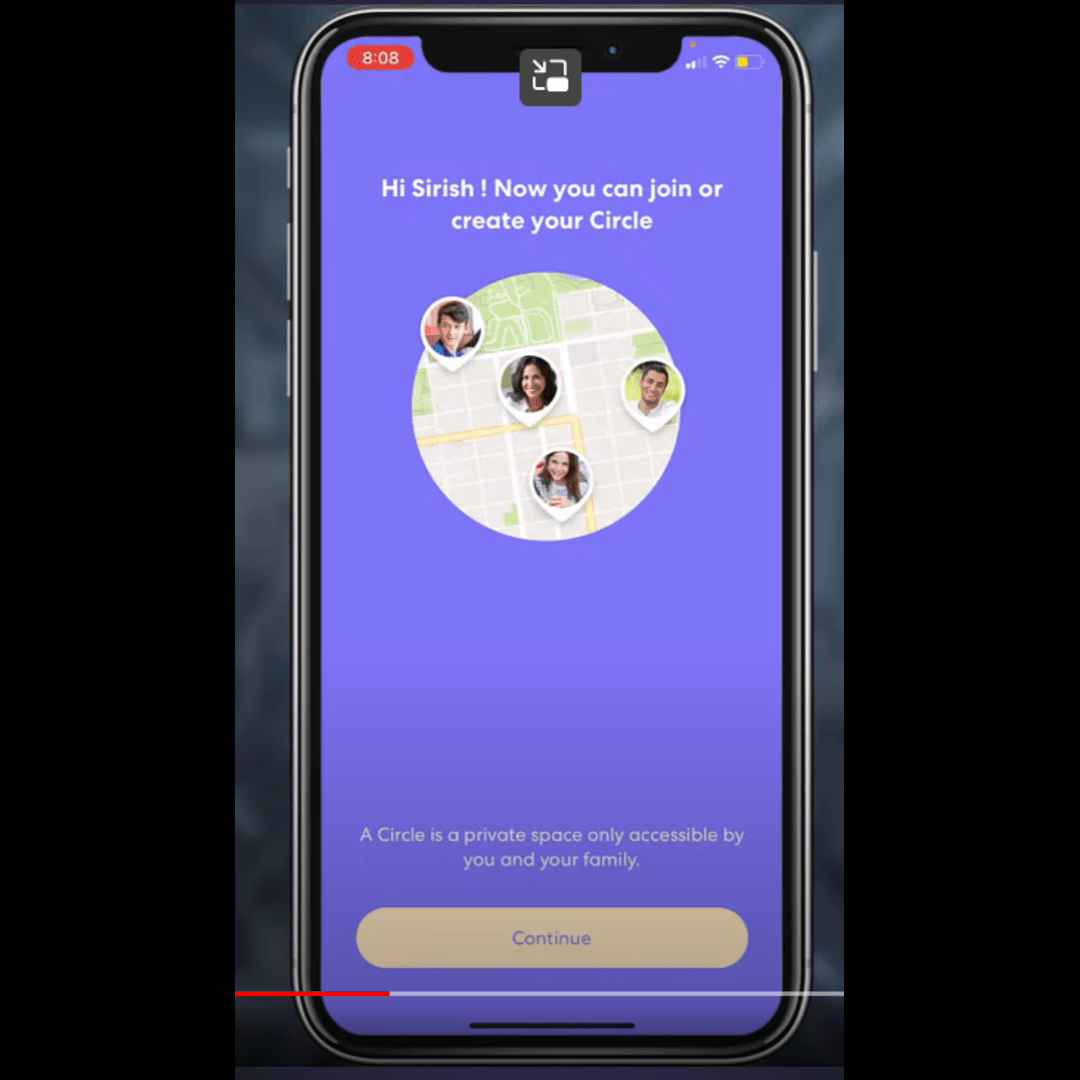 8:08
Hi Sirish ! Now you can join or
create your Circle
A Circle is a private space only accessible by
you and your family.
Continue